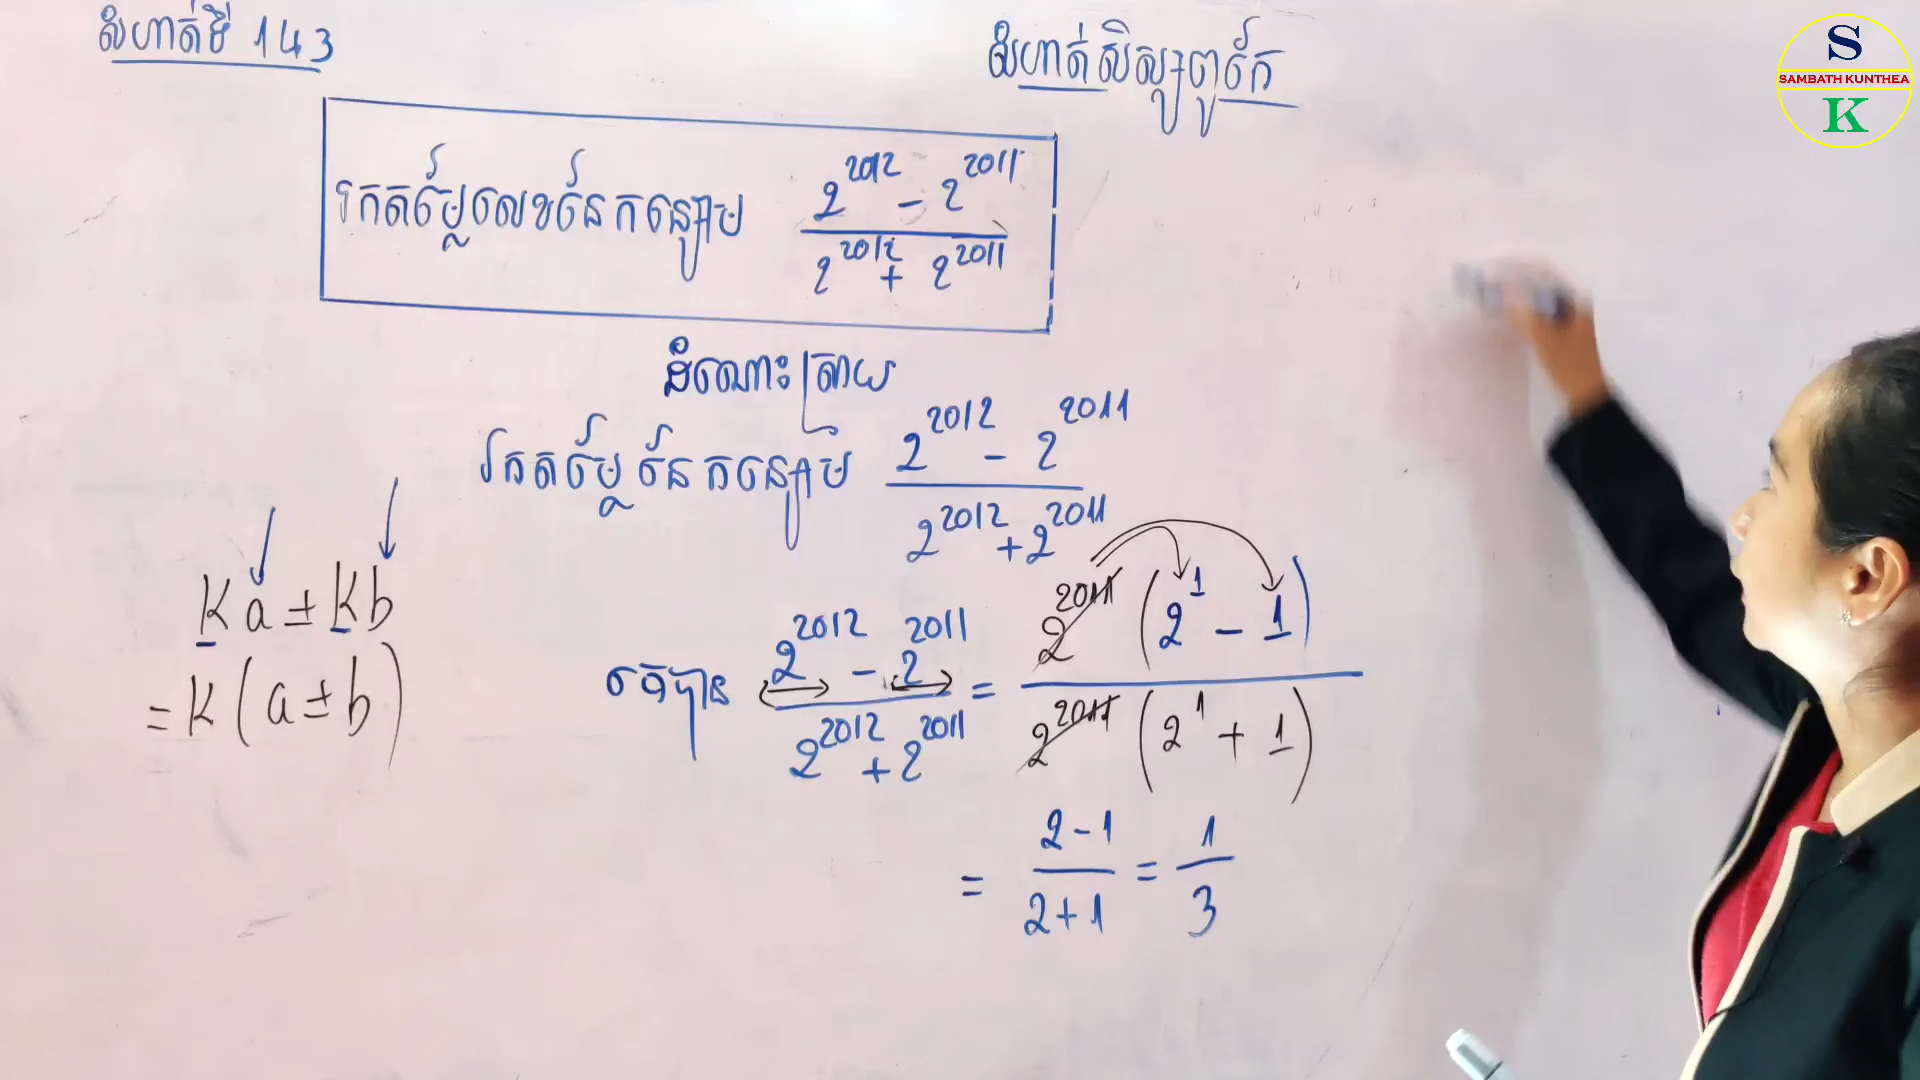 លំហាត់ទី 143
លំហាត់សិស្សពូកែ
S
SAMBATH KUNTHEA
K
រកតម្លៃលេខនៃកន្សោម (2^2012 - 2^2011) / (2^2012 + 2^2011)
ដំណោះស្រាយ
រកតម្លៃនៃកន្សោម (2^2012 - 2^2011) / (2^2012 + 2^2011)
Ka ± Kb
= K(a ± b)
គេបាន (2^2012 - 2^2011) / (2^2012 + 2^2011) = 2^2011 (2^1 - 1) / 2^2011 (2^1 + 1)
= (2-1) / (2+1) = 1/3